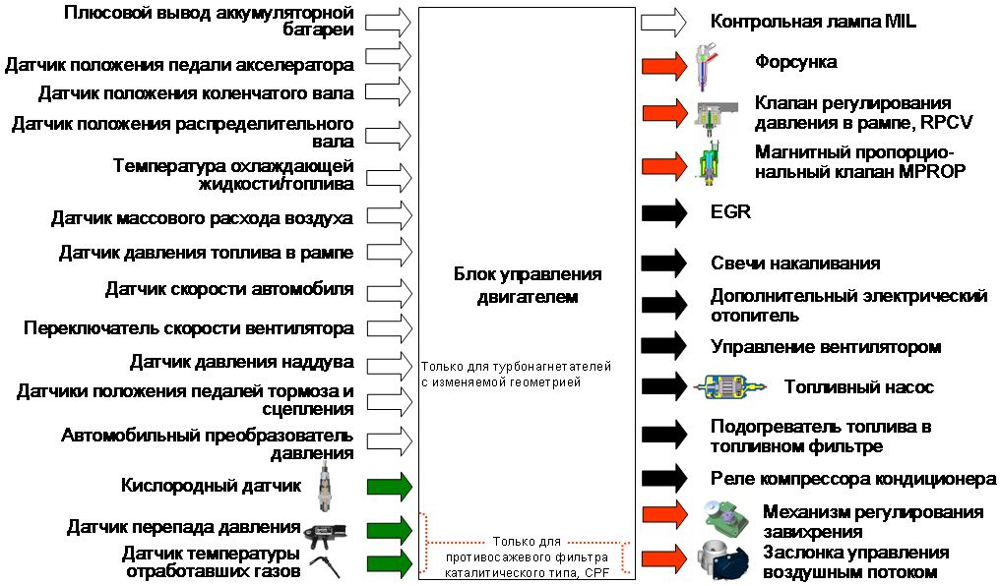 Плюсовой вывод аккумуляторной
батареи
Датчик положения педали акселератора
Датчик положения коленчатого вала
Датчик положения распределительного
вала
Температура охлаждающей
жидкости/топлива
Датчик массового расхода воздуха
Датчик давления топлива в рампе
Датчик скорости автомобиля
Переключатель скорости вентилятора
Датчик давления наддува
Датчики положения педалей тормоза и
сцепления
Автомобильный преобразователь
давления
Кислородный датчик
Датчик перепада давления
Датчик температуры
отработавших газов
Блок управления
двигателем
Только для турбонагнетателей
с изменяемой геометрией
Только для
противосажевого фильтра
каталитического типа, CPF
Контрольная лампа MIL
Форсунка
Клапан регулирования
давления в рампе, RPCV
Магнитный пропорцио-
нальный клапан MPROP
EGR
Свечи накаливания
Дополнительный электрический
отопитель
Управление вентилятором
Топливный насос
Подогреватель топлива в
топливном фильтре
Реле компрессора кондиционера
Механизм регулирования
завихрения
Заслонка управления
воздушным потоком